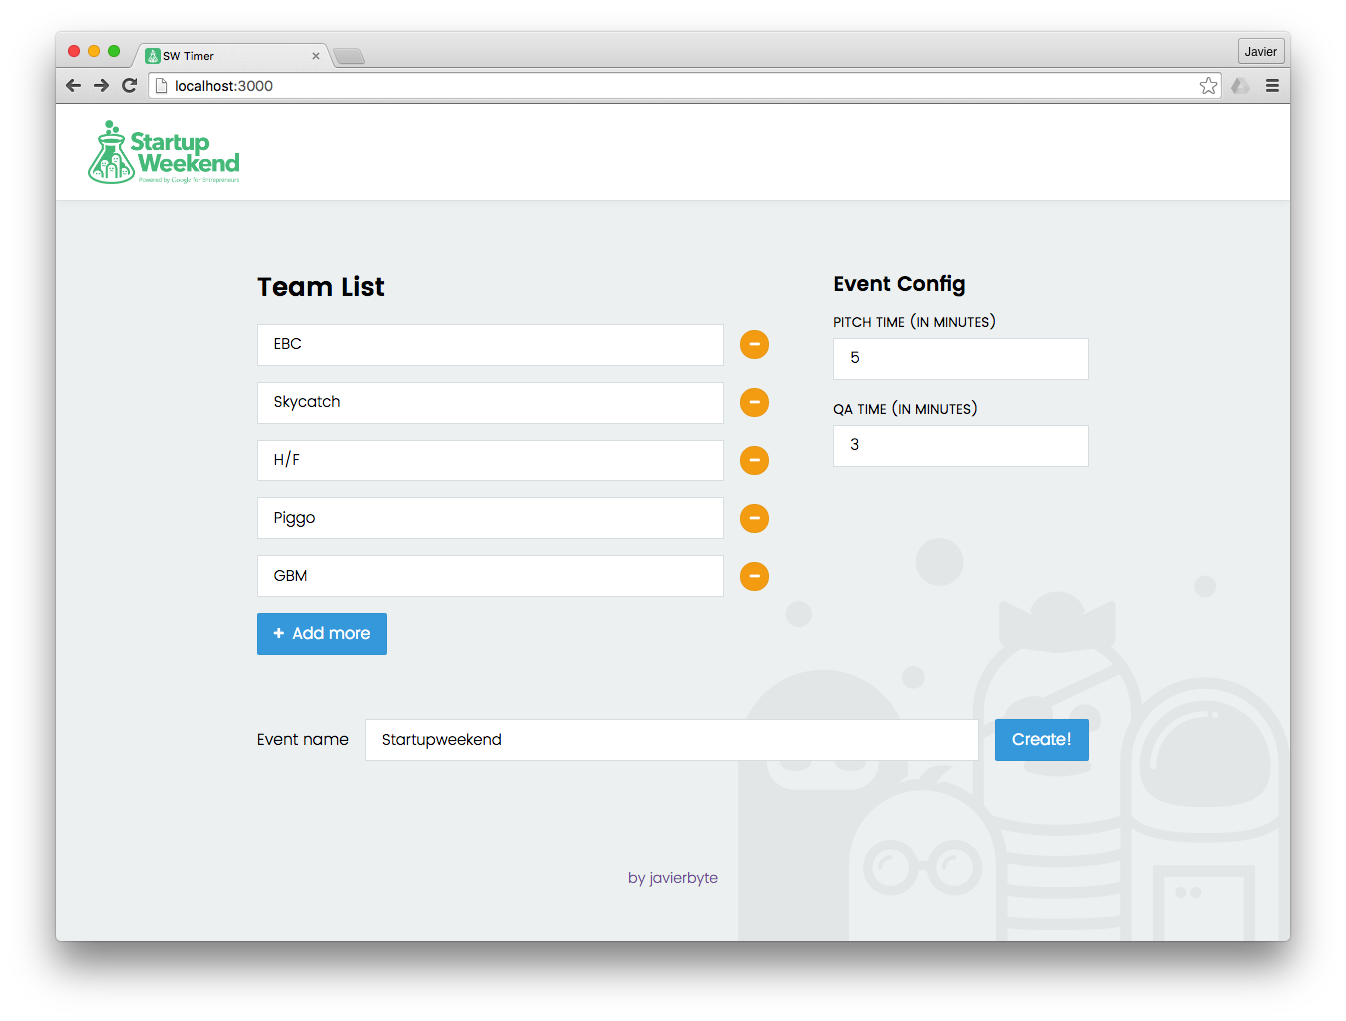 SW Timer
Javier
localhost:3000
Startup
Weekend
Powered by Google for Entrepreneurs
Team List
EBC
Skycatch
H/F
Piggo
GBM
+ Add more
Event Config
PITCH TIME (IN MINUTES)
5
QA TIME (IN MINUTES)
3
Event name
Startupweekend
Create!
by javierbyte